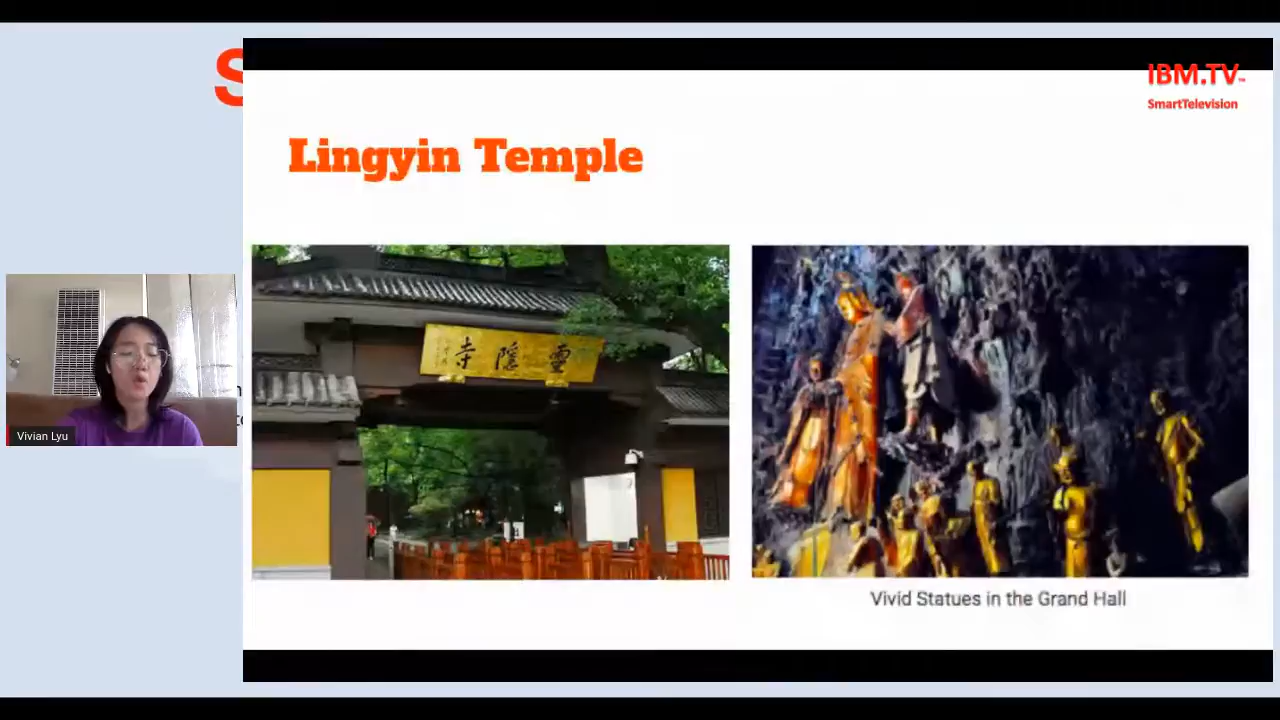 S
IBM.TV
SmartTelevision
Lingyin Temple
寺隱靈
Vivian Lyu
Vivid Statues in the Grand Hall